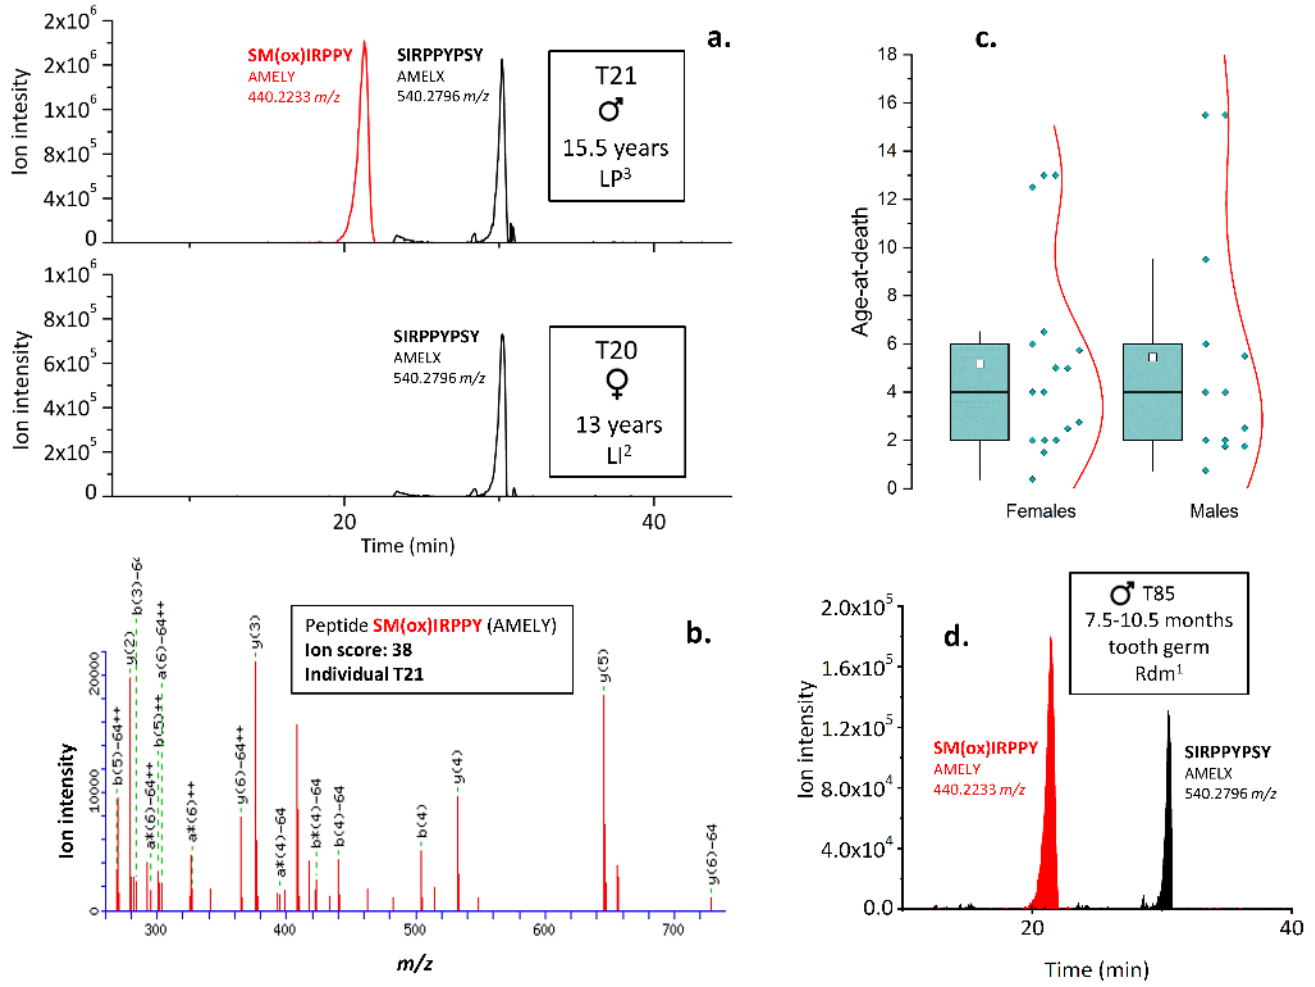 a.
2x10⁶
2x10⁶
1x10⁶
8x10⁵
4x10⁵
0
Ion intesity
SM(ox)IRPPY
AMELY
440.2233 m/z
SIRPPYPSY
AMELX
540.2796 m/z
T21
♂
15.5 years
LP³
1x10⁶
8x10⁵
6x10⁵
4x10⁵
2x10⁵
0
Ion intensity
SIRPPYPSY
AMELX
540.2796 m/z
T20
♀
13 years
LI²
20
40
Time (min)
c.
18
16
14
12
10
8
6
4
2
0
Age-at-death
Females
Males
b.
Peptide SM(ox)IRPPY (AMELY)
Ion score: 38
Individual T21
20000
10000
0
Ion intensity
b(5)-64++
y(2)
b(3)-64
a*(6)-64++
b(5)++
a(6)-64++
a*(6)++
y(6)-64++
y(3)
a*(4)-64
b*(4)-64
b(4)-64
b(4)
y(4)
y(5)
y(6)-64
300
400
500
600
700
m/z
d.
♂ T85
7.5-10.5 months
tooth germ
Rdm¹
2.0x10⁵
1.6x10⁵
1.2x10⁵
8.0x10⁴
4.0x10⁴
0.0
Ion intensity
SM(ox)IRPPY
AMELY
440.2233 m/z
SIRPPYPSY
AMELX
540.2796 m/z
20
40
Time (min)